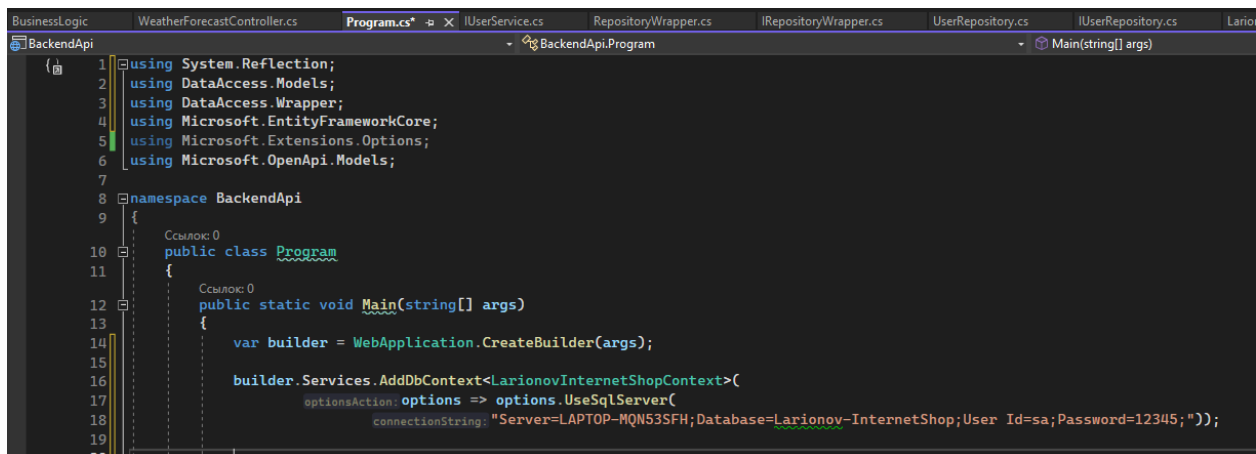 BusinessLogic WeatherForecastController.cs Program.cs* IUserService.cs RepositoryWrapper.cs IRepositoryWrapper.cs UserRepository.cs IUserRepository.cs Lario
BackendApi BackendApi.Program Main(string[] args)
1 using System.Reflection;
2 using DataAccess.Models;
3 using DataAccess.Wrapper;
4 using Microsoft.EntityFrameworkCore;
5 using Microsoft.Extensions.Options;
6 using Microsoft.OpenApi.Models;
7
8 namespace BackendApi
9 {
Ссылок: 0
10 public class Program
11 {
Ссылок: 0
12 public static void Main(string[] args)
13 {
14 var builder = WebApplication.CreateBuilder(args);
15
16 builder.Services.AddDbContext<LarionovInternetShopContext>(
17 optionsAction: options => options.UseSqlServer(
18 connectionString: "Server=LAPTOP-MQN53SFH;Database=Larionov-InternetShop;User Id=sa;Password=12345;"));
19